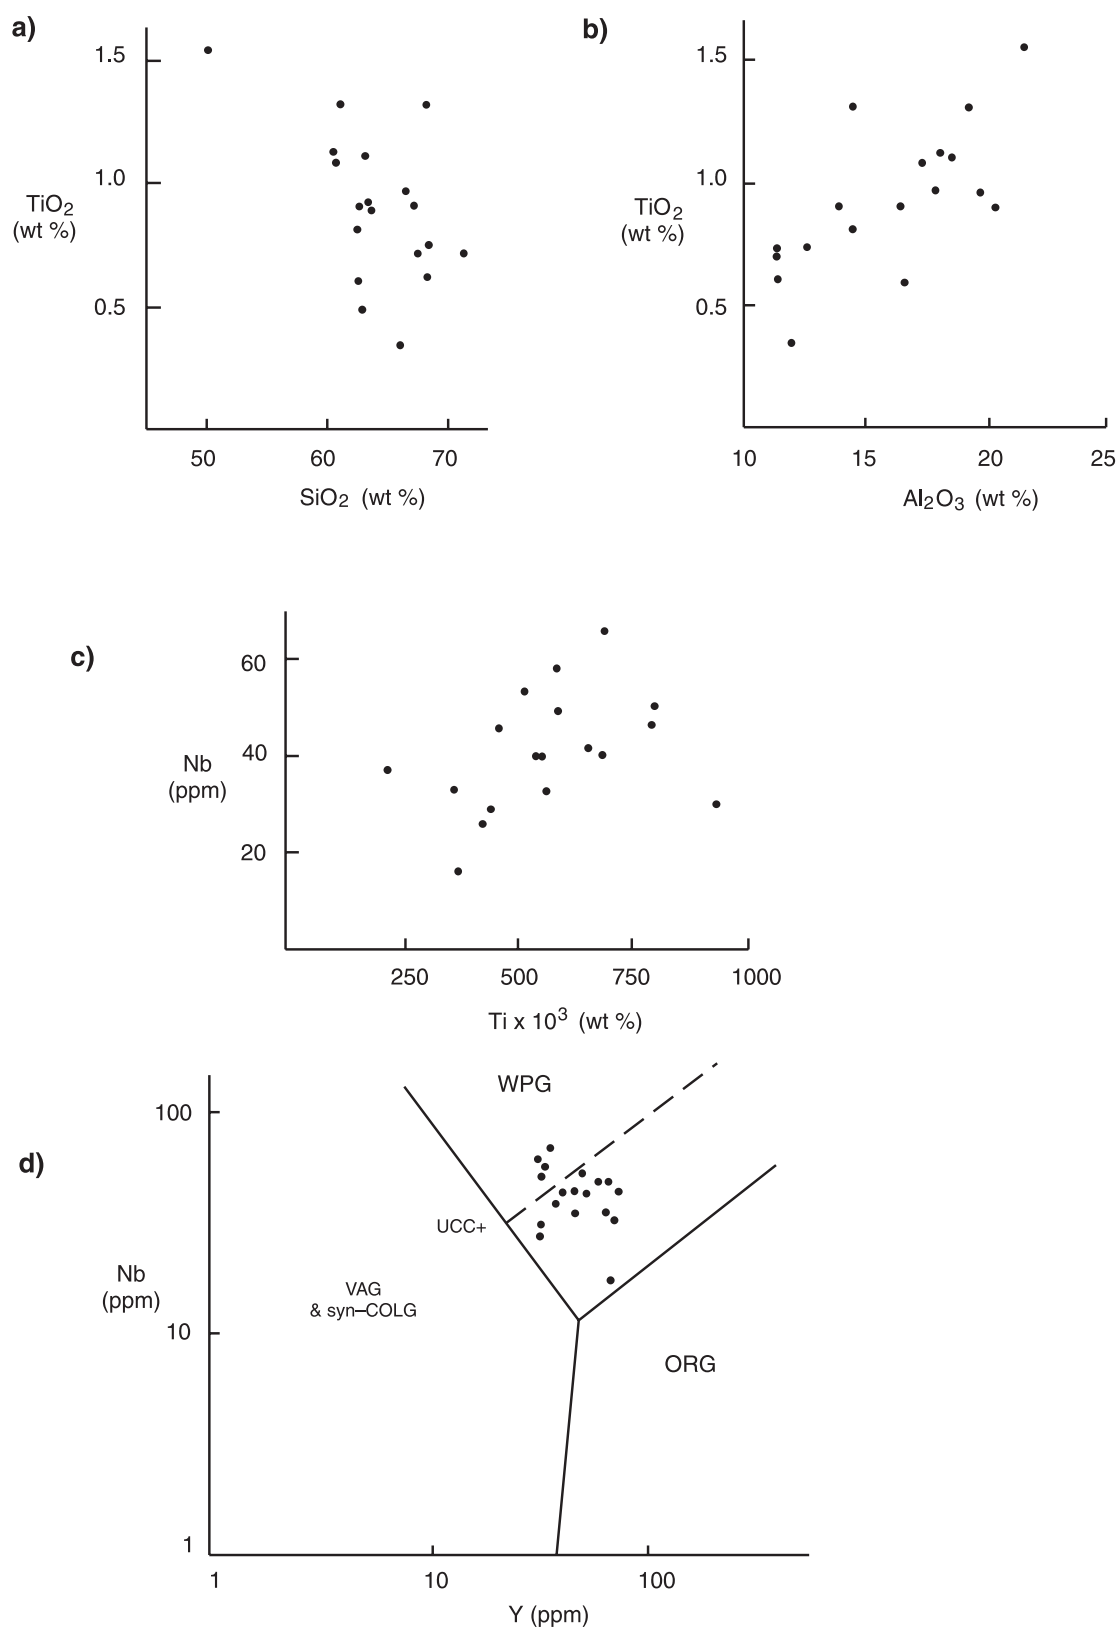 a)
1.5
1.0
0.5
TiO2
(wt %)
50
60
70
SiO2 (wt %)
b)
1.5
1.0
0.5
TiO2
(wt %)
10
15
20
25
Al2O3 (wt %)
c)
60
40
20
Nb
(ppm)
250
500
750
1000
Ti x 10³ (wt %)
d)
100
10
1
Nb
(ppm)
WPG
UCC+
VAG
& syn–COLG
ORG
1
10
100
Y (ppm)